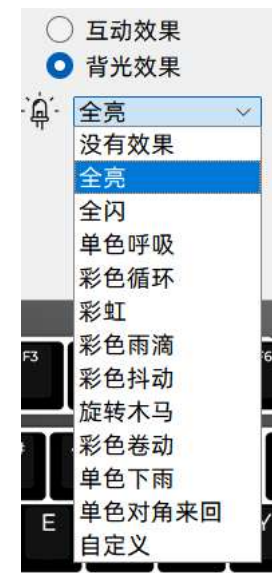 互动效果
背光效果
全亮
没有效果
全亮
全闪
单色呼吸
彩色循环
彩虹
彩色雨滴
F3
6
彩色抖动
旋转木马
彩色卷动
单色下雨
E
单色对角来回
Y
自定义